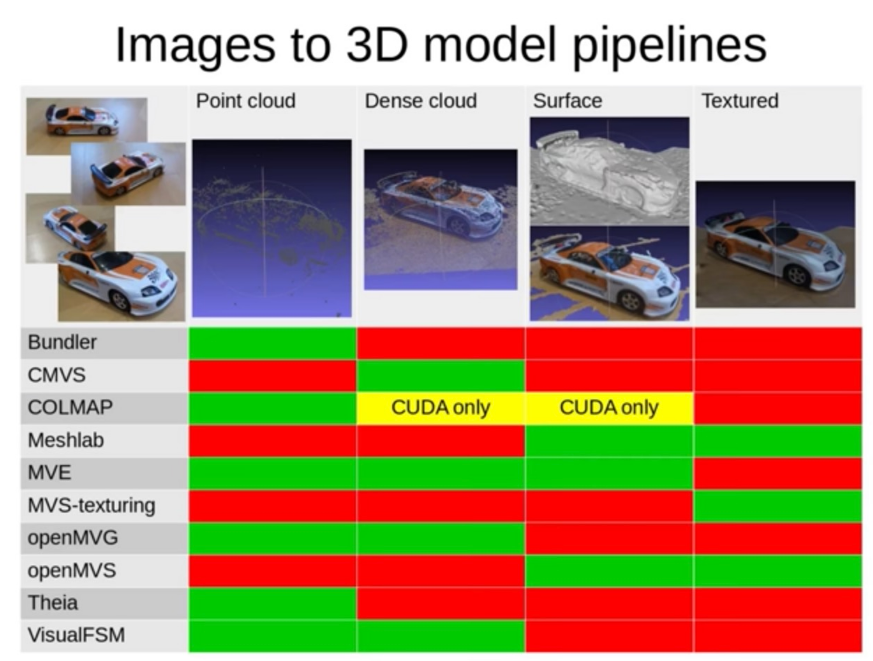 Images to 3D model pipelines
Point cloud Dense cloud Surface Textured
Bundler
CMVS
COLMAP CUDA only CUDA only
Meshlab
MVE
MVS-texturing
openMVG
openMVS
Theia
VisualFSM